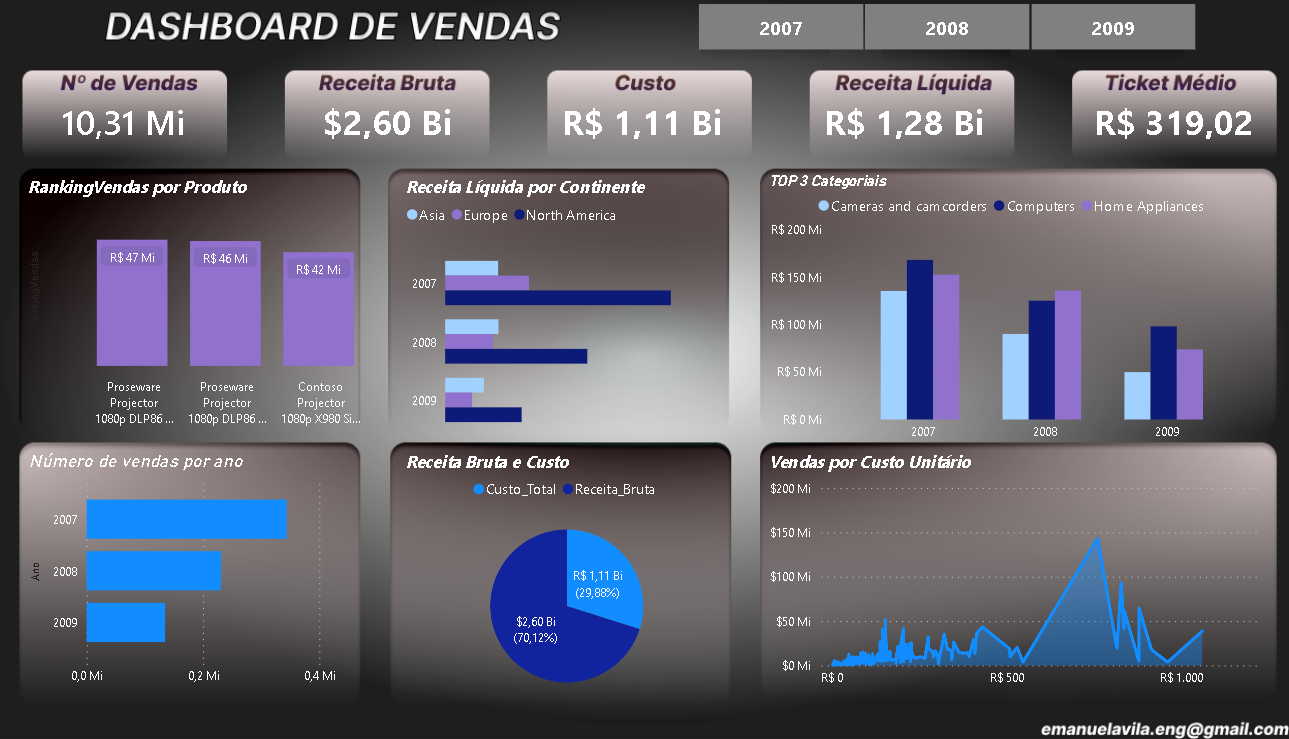 DASHBOARD DE VENDAS
2007 2008 2009
Nº de Vendas
10,31 Mi
Receita Bruta
$2,60 Bi
Custo
R$ 1,11 Bi
Receita Líquida
R$ 1,28 Bi
Ticket Médio
R$ 319,02
RankingVendas por Produto
RankingVendas
R$ 47 Mi
R$ 46 Mi
R$ 42 Mi
Proseware
Projector
1080p DLP86 ...
Proseware
Projector
1080p DLP86 ...
Contoso
Projector
1080p X980 Si...
Receita Líquida por Continente
Asia Europe North America
2007
2008
2009
TOP 3 Categoriais
Cameras and camcorders Computers Home Appliances
R$ 200 Mi
R$ 150 Mi
R$ 100 Mi
R$ 50 Mi
R$ 0 Mi
2007 2008 2009
Número de vendas por ano
Ano
2007
2008
2009
0,0 Mi 0,2 Mi 0,4 Mi
Receita Bruta e Custo
Custo_Total Receita_Bruta
R$ 1,11 Bi
(29,88%)
$2,60 Bi
(70,12%)
Vendas por Custo Unitário
$200 Mi
$150 Mi
$100 Mi
$50 Mi
$0 Mi
R$ 0 R$ 500 R$ 1.000
emanuelavila.eng@gmail.com